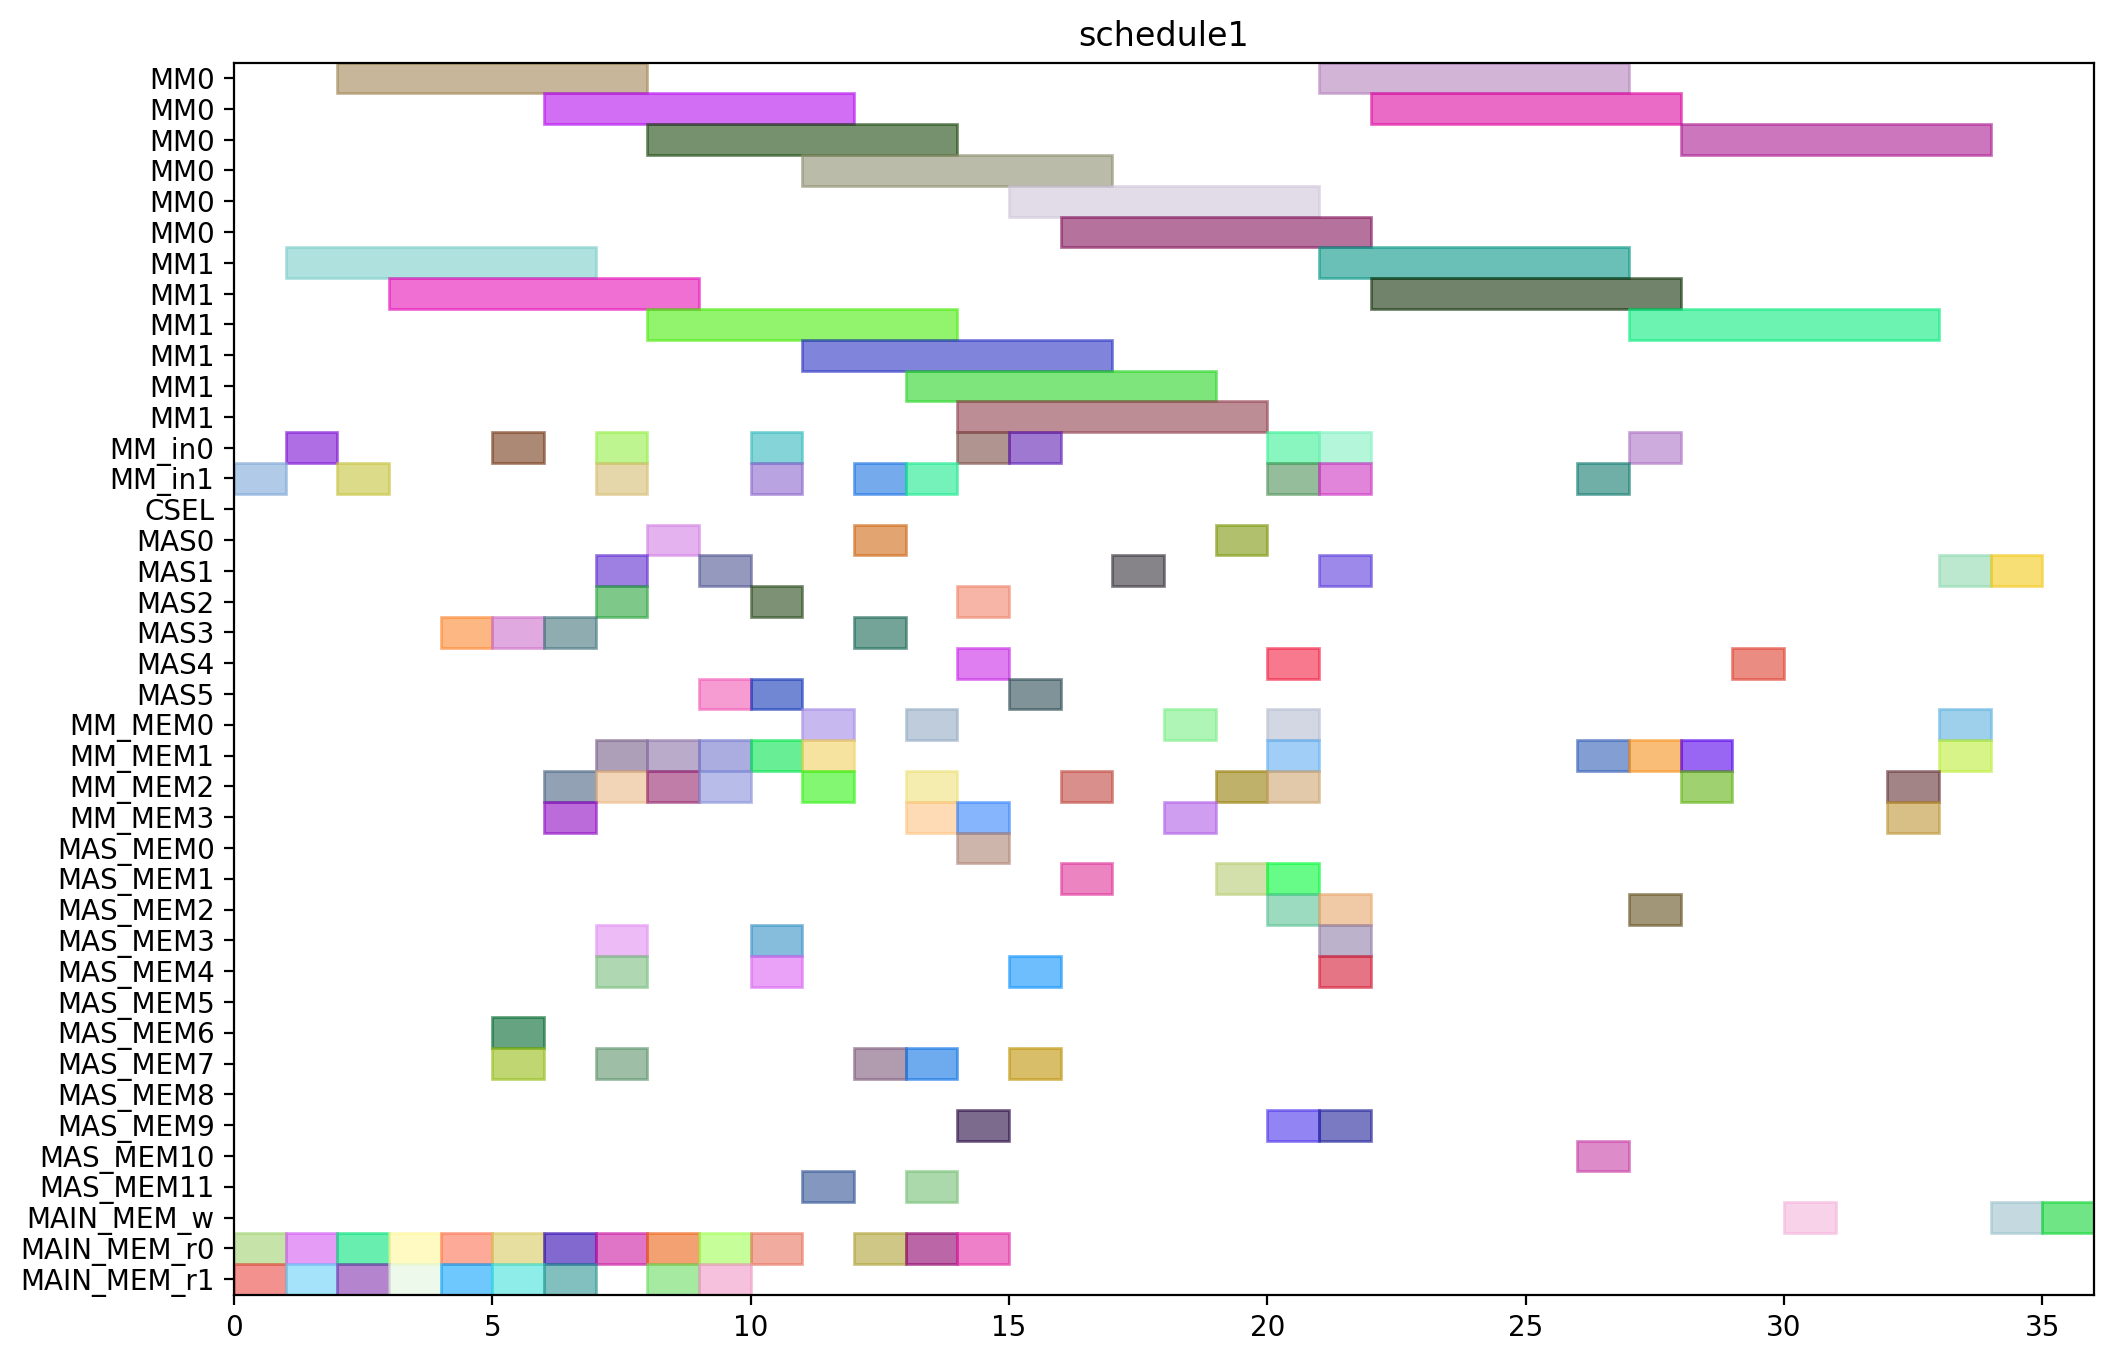 schedule1
MM0
MM0
MM0
MM0
MM0
MM0
MM1
MM1
MM1
MM1
MM1
MM1
MM_in0
MM_in1
CSEL
MAS0
MAS1
MAS2
MAS3
MAS4
MAS5
MM_MEM0
MM_MEM1
MM_MEM2
MM_MEM3
MAS_MEM0
MAS_MEM1
MAS_MEM2
MAS_MEM3
MAS_MEM4
MAS_MEM5
MAS_MEM6
MAS_MEM7
MAS_MEM8
MAS_MEM9
MAS_MEM10
MAS_MEM11
MAIN_MEM_w
MAIN_MEM_r0
MAIN_MEM_r1
0 5 10 15 20 25 30 35